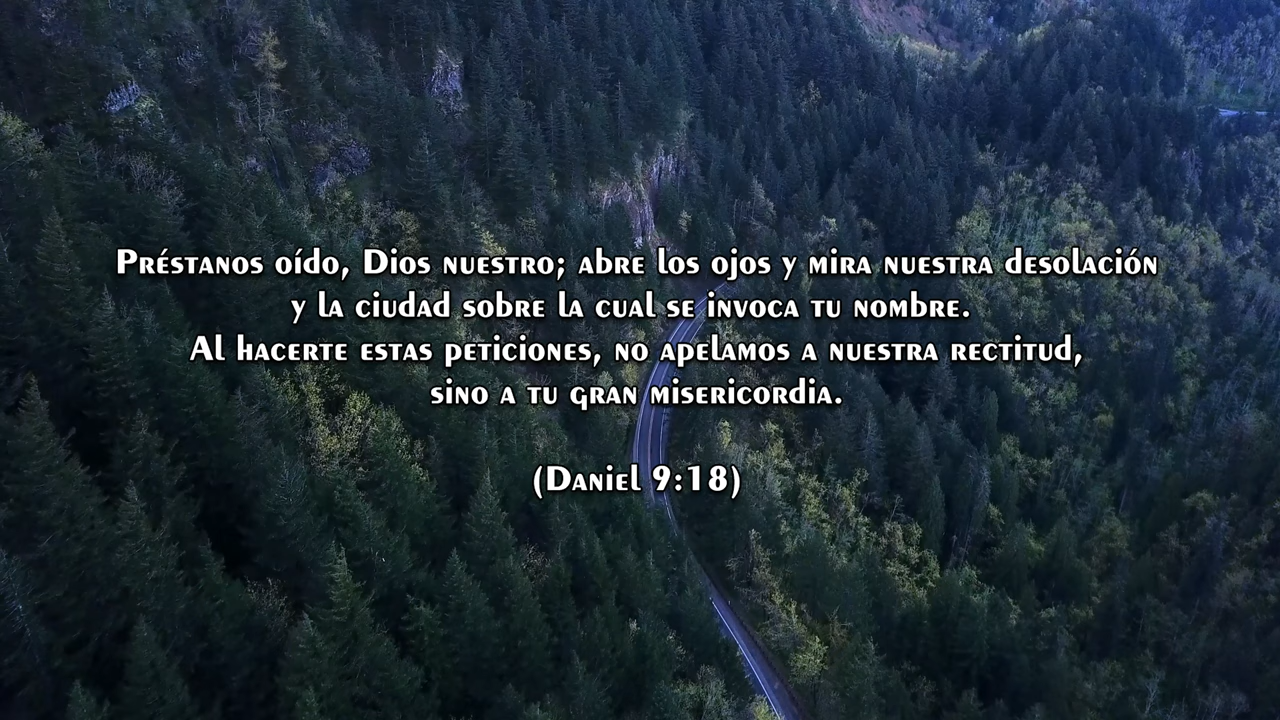 Préstanos oído, Dios nuestro; abre los ojos y mira nuestra desolación
y la ciudad sobre la cual se invoca tu nombre.
Al hacerte estas peticiones, no apelamos a nuestra rectitud,
sino a tu gran misericordia.
(Daniel 9:18)